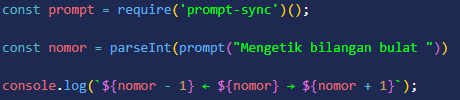 const prompt = require('prompt-sync')();
const nomor = parseInt(prompt("Mengetik bilangan bulat "))
console.log(`${nomor - 1} ← ${nomor} → ${nomor + 1}`);